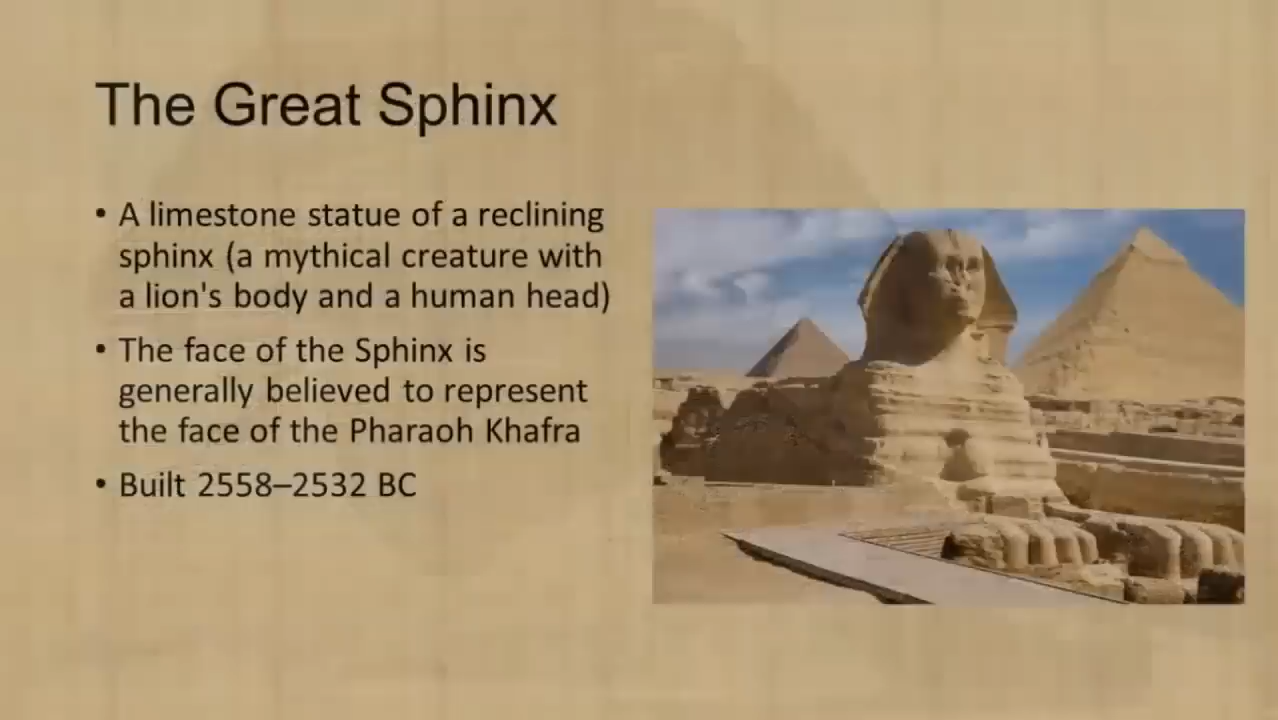 The Great Sphinx
• A limestone statue of a reclining
sphinx (a mythical creature with
a lion's body and a human head)
• The face of the Sphinx is
generally believed to represent
the face of the Pharaoh Khafra
• Built 2558–2532 BC